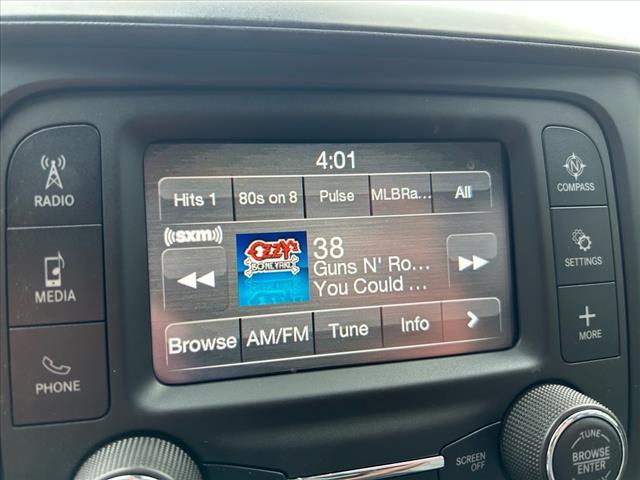 4:01
Hits 1 80s on 8 Pulse MLBRa... All
((sxm))
OZZY's
BONEYARD
38
Guns N' Ro...
You Could ...
Browse AM/FM Tune Info >
RADIO
MEDIA
PHONE
N
COMPASS
SETTINGS
+
MORE
SCREEN
OFF
TUNE
BROWSE
ENTER